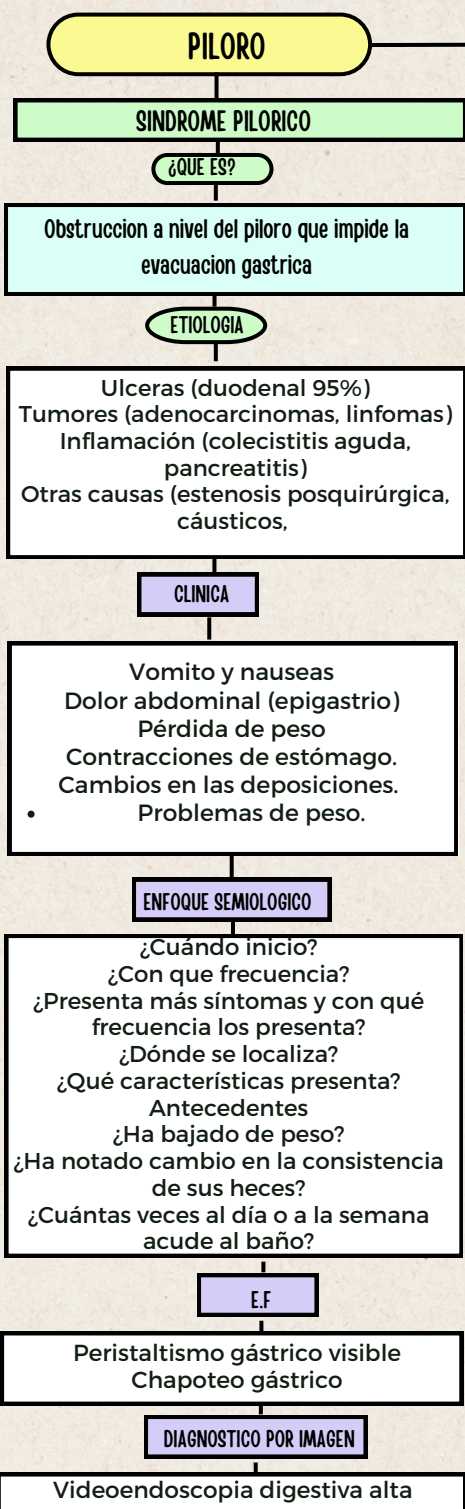 PILORO
SINDROME PILORICO
¿QUE ES?
Obstruccion a nivel del piloro que impide la
evacuacion gastrica
ETIOLOGIA
Ulceras (duodenal 95%)
Tumores (adenocarcinomas, linfomas)
Inflamación (colecistitis aguda,
pancreatitis)
Otras causas (estenosis posquirúrgica,
cáusticos,
CLINICA
Vomito y nauseas
Dolor abdominal (epigastrio)
Pérdida de peso
Contracciones de estómago.
Cambios en las deposiciones.
• Problemas de peso.
ENFOQUE SEMIOLOGICO
¿Cuándo inicio?
¿Con que frecuencia?
¿Presenta más síntomas y con qué
frecuencia los presenta?
¿Dónde se localiza?
¿Qué características presenta?
Antecedentes
¿Ha bajado de peso?
¿Ha notado cambio en la consistencia
de sus heces?
¿Cuántas veces al día o a la semana
acude al baño?
E.F
Peristaltismo gástrico visible
Chapoteo gástrico
DIAGNOSTICO POR IMAGEN
Videoendoscopia digestiva alta